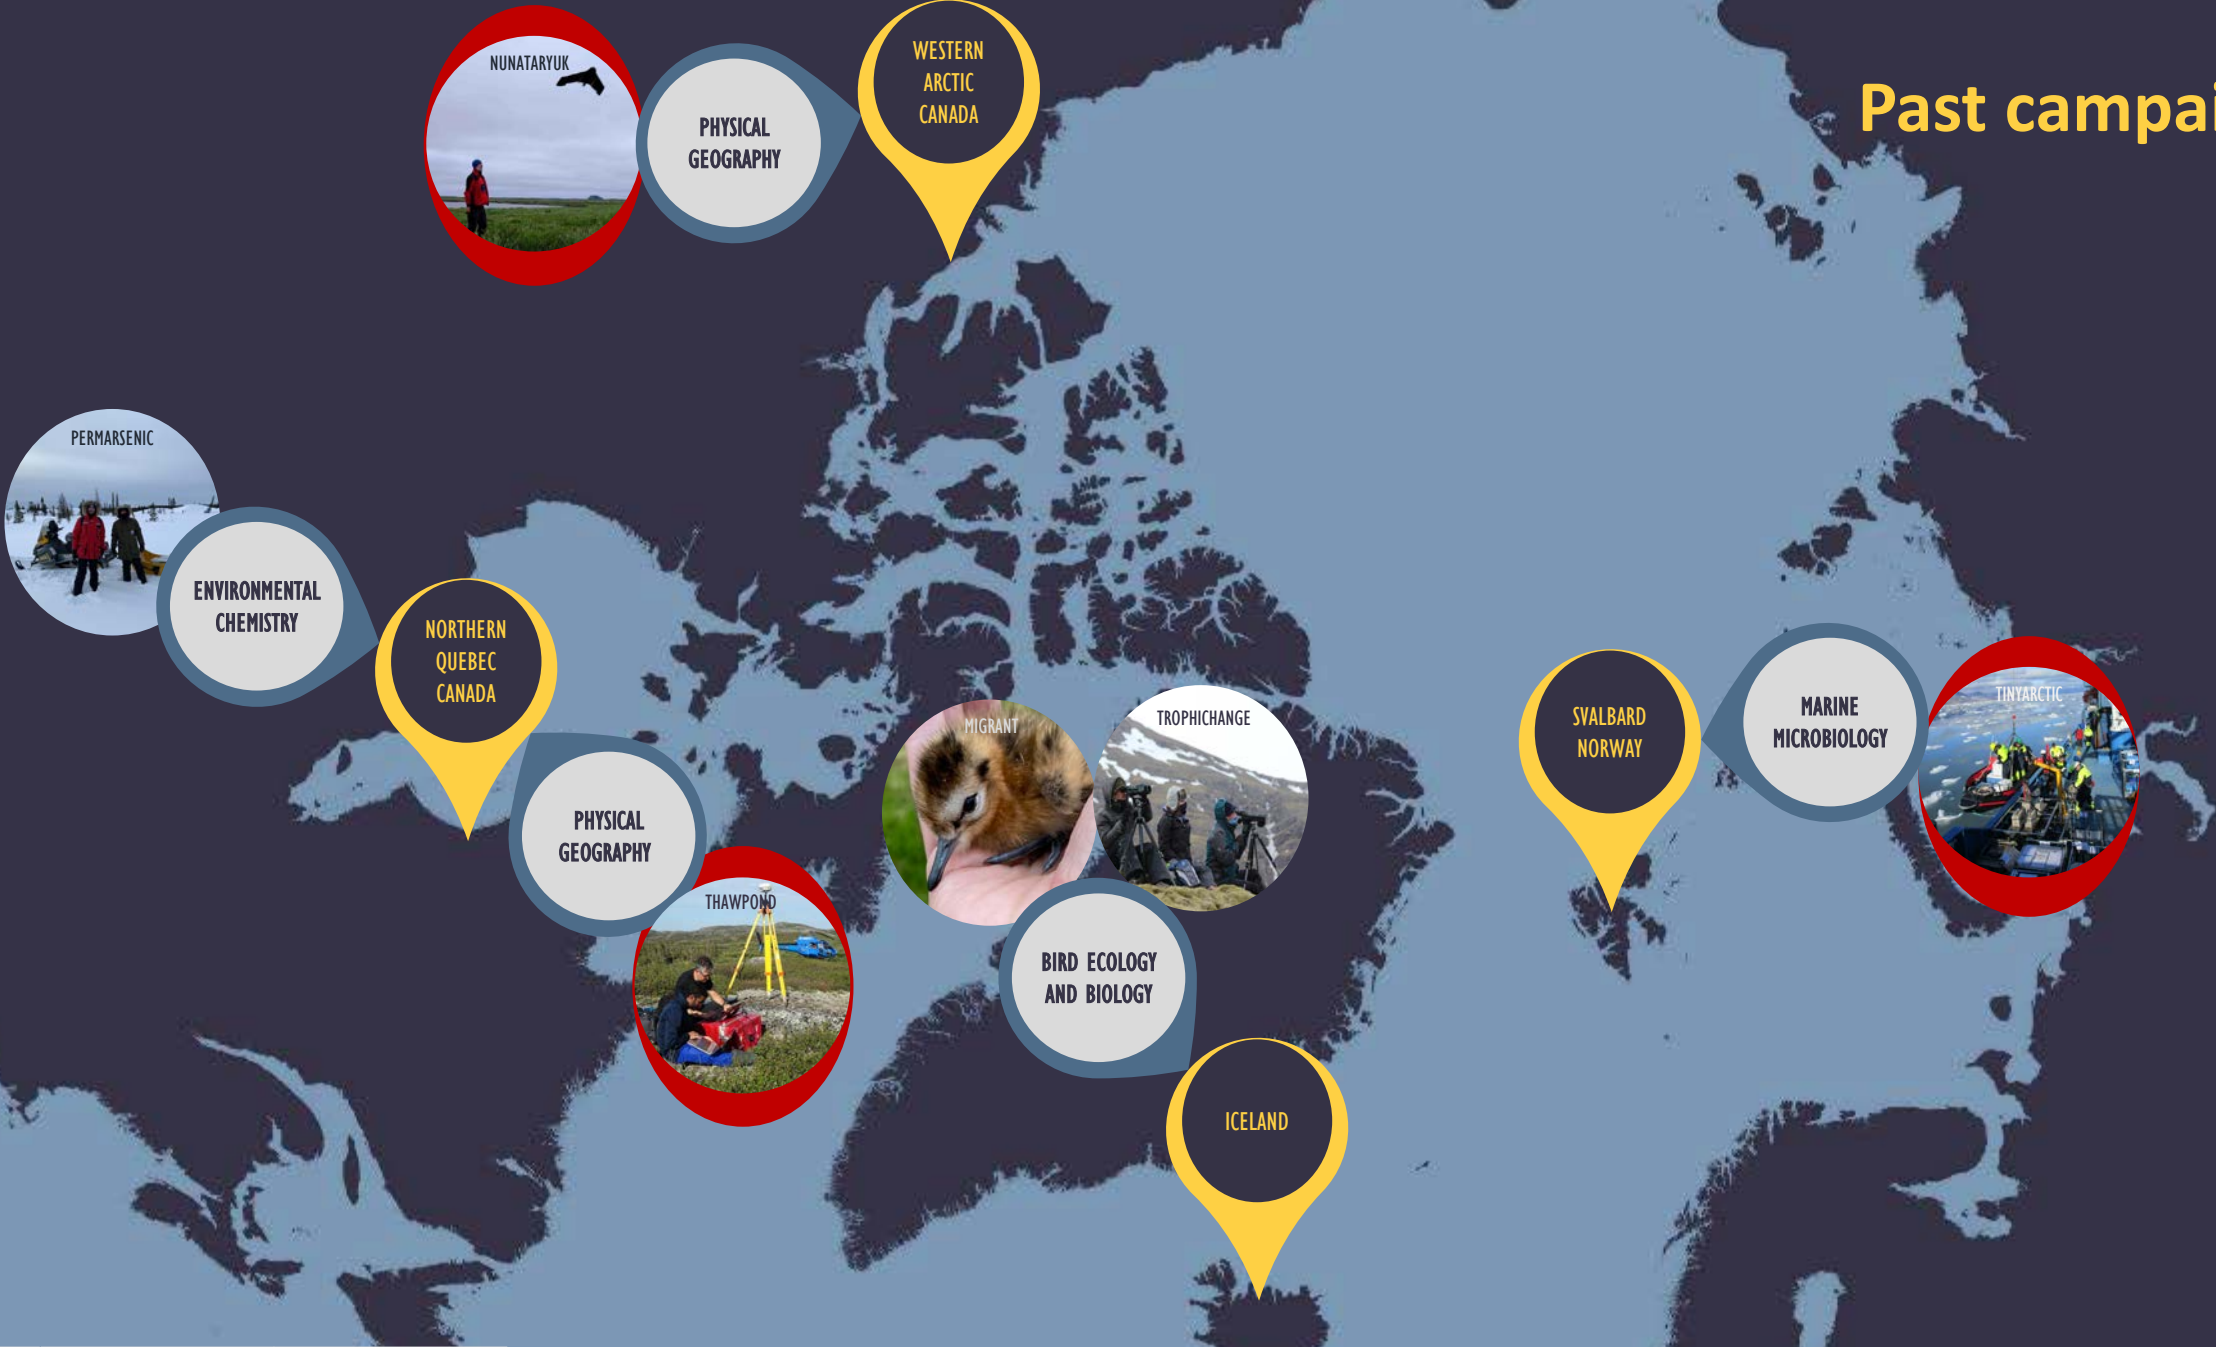 Past campai
NUNATARYUK
PHYSICAL
GEOGRAPHY
WESTERN
ARCTIC
CANADA
PERMARSENIC
ENVIRONMENTAL
CHEMISTRY
NORTHERN
QUEBEC
CANADA
PHYSICAL
GEOGRAPHY
THAWPOND
MIGRANT
TROPHICHANGE
BIRD ECOLOGY
AND BIOLOGY
ICELAND
SVALBARD
NORWAY
MARINE
MICROBIOLOGY
TINYARCTIC